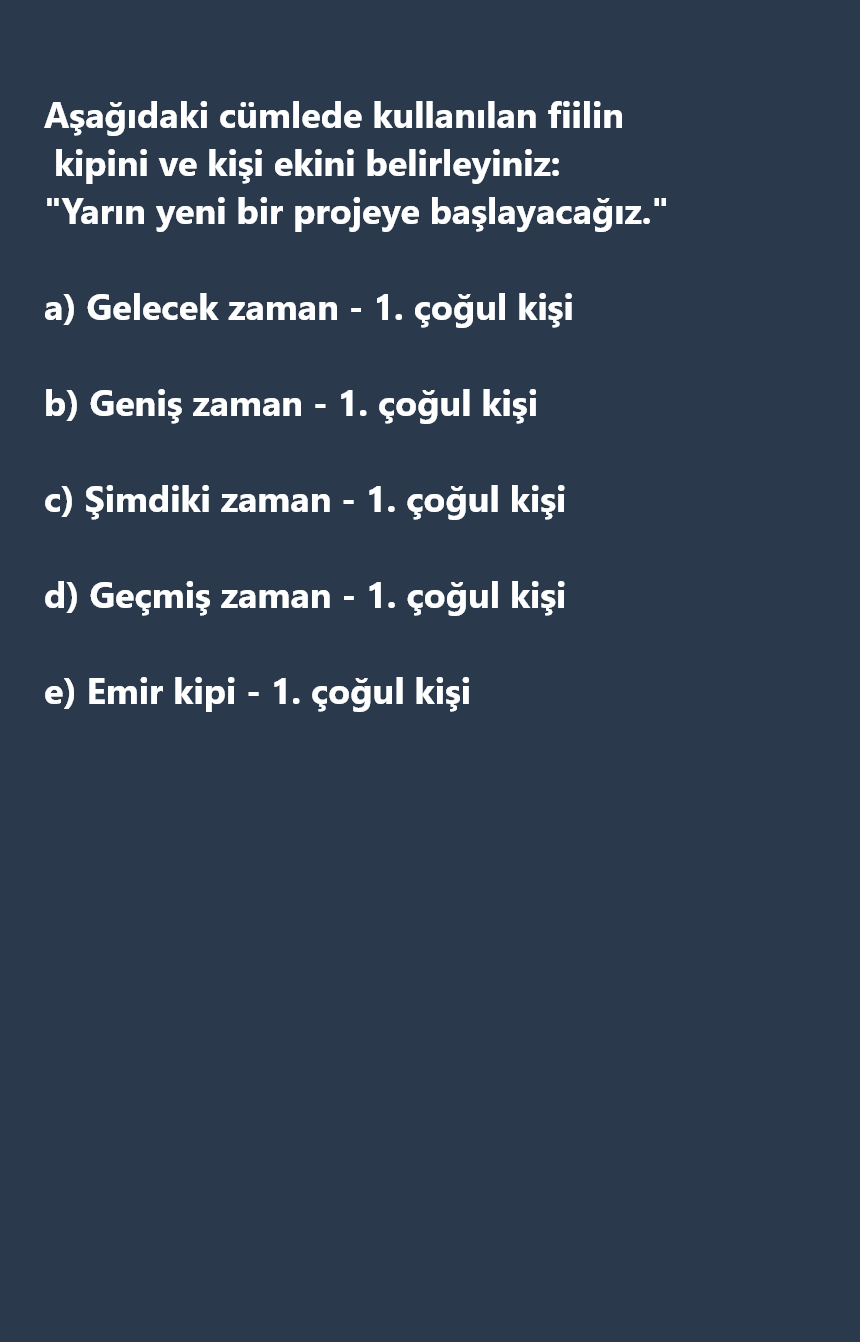 Aşağıdaki cümlede kullanılan fiilin
kipini ve kişi ekini belirleyiniz:
"Yarın yeni bir projeye başlayacağız."
a) Gelecek zaman - 1. çoğul kişi
b) Geniş zaman - 1. çoğul kişi
c) Şimdiki zaman - 1. çoğul kişi
d) Geçmiş zaman - 1. çoğul kişi
e) Emir kipi - 1. çoğul kişi